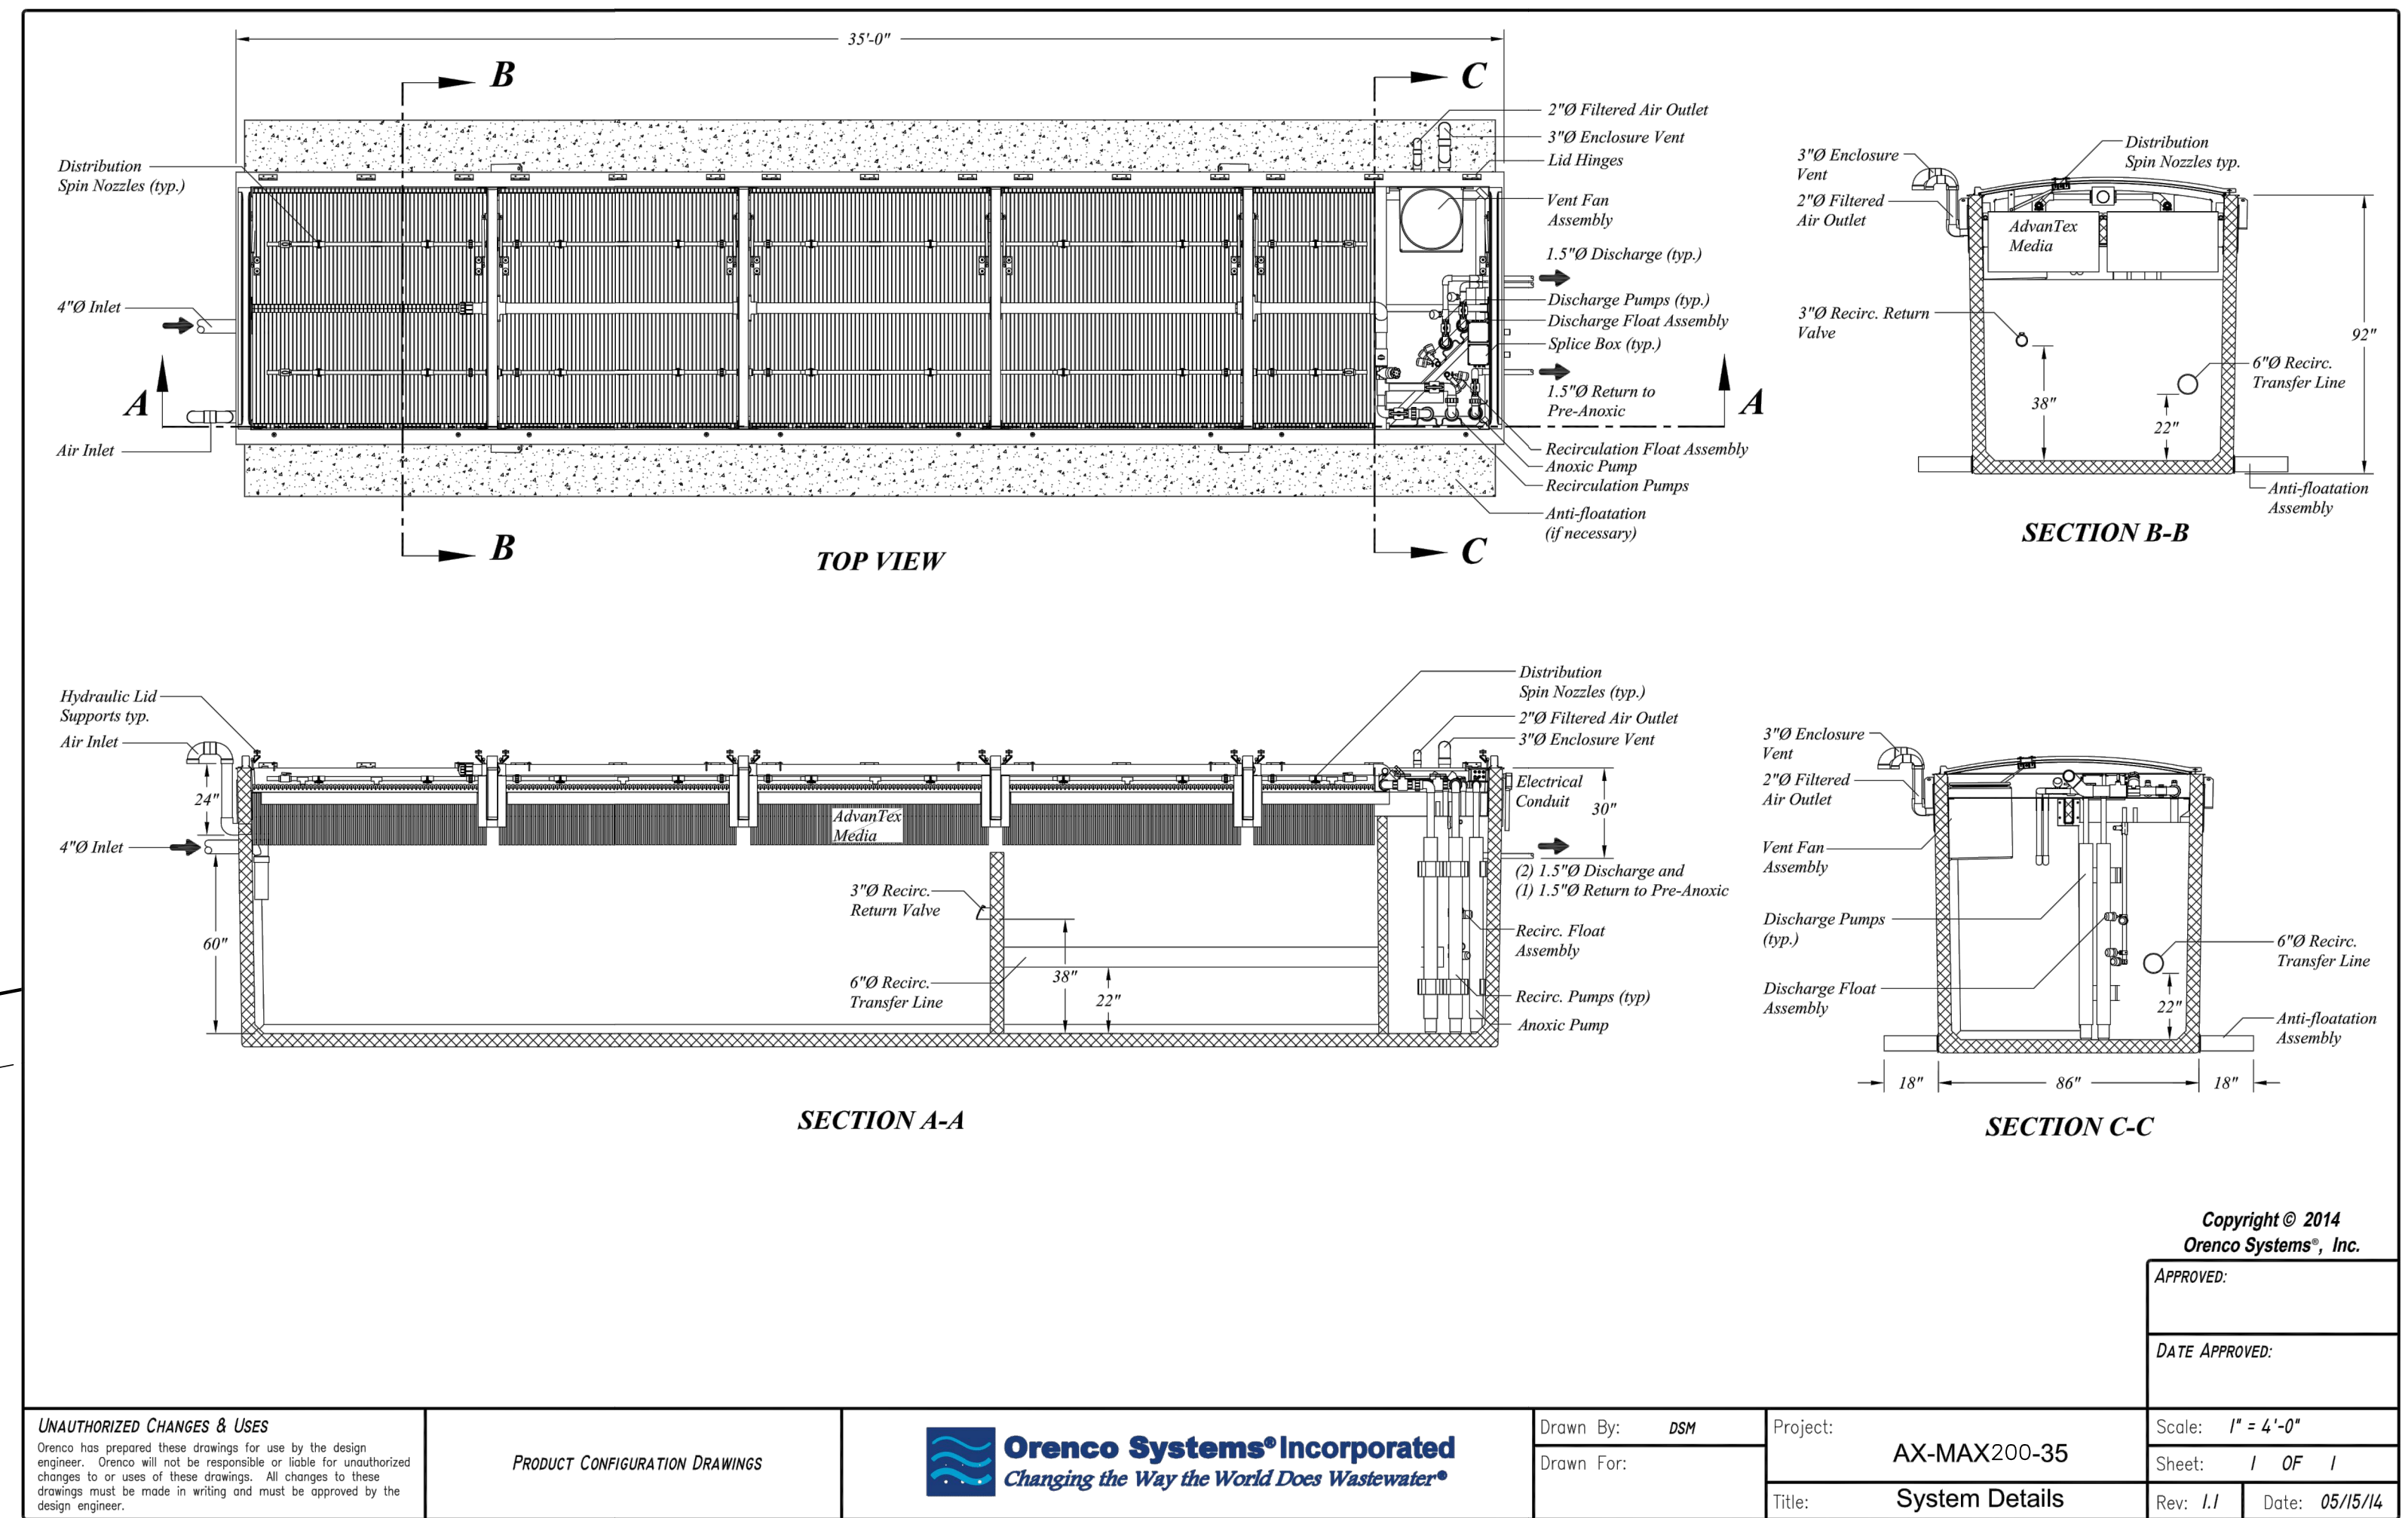 35'-0"
B
C
Distribution
Spin Nozzles (typ.)
4"Ø Inlet
A
Air Inlet
2"Ø Filtered Air Outlet
3"Ø Enclosure Vent
Lid Hinges
Vent Fan
Assembly
1.5"Ø Discharge (typ.)
Discharge Pumps (typ.)
Discharge Float Assembly
Splice Box (typ.)
1.5"Ø Return to
Pre-Anoxic
A
Recirculation Float Assembly
Anoxic Pump
Recirculation Pumps
Anti-floatation
(if necessary)
B
C
TOP VIEW
3"Ø Enclosure
Vent
2"Ø Filtered
Air Outlet
Distribution
Spin Nozzles typ.
AdvanTex
Media
3"Ø Recirc. Return
Valve
92"
6"Ø Recirc.
Transfer Line
38"
22"
Anti-floatation
Assembly
SECTION B-B
Hydraulic Lid
Supports typ.
Air Inlet
24"
4"Ø Inlet
60"
Distribution
Spin Nozzles (typ.)
2"Ø Filtered Air Outlet
3"Ø Enclosure Vent
Electrical
Conduit
30"
AdvanTex
Media
(2) 1.5"Ø Discharge and
(1) 1.5"Ø Return to Pre-Anoxic
3"Ø Recirc.
Return Valve
Recirc. Float
Assembly
38"
6"Ø Recirc.
Transfer Line
22"
Recirc. Pumps (typ)
Anoxic Pump
SECTION A-A
3"Ø Enclosure
Vent
2"Ø Filtered
Air Outlet
Vent Fan
Assembly
Discharge Pumps
(typ.)
Discharge Float
Assembly
6"Ø Recirc.
Transfer Line
22"
Anti-floatation
Assembly
18"
86"
18"
SECTION C-C
Copyright © 2014
Orenco Systems®, Inc.
APPROVED:
DATE APPROVED:
UNAUTHORIZED CHANGES & USES
Orenco has prepared these drawings for use by the design
engineer. Orenco will not be responsible or liable for unauthorized
changes to or uses of these drawings. All changes to these
drawings must be made in writing and must be approved by the
design engineer.
PRODUCT CONFIGURATION DRAWINGS
Orenco Systems® Incorporated
Changing the Way the World Does Wastewater®
Drawn By: DSM
Drawn For:
Project:
AX-MAX200-35
Title: System Details
Scale: 1" = 4'-0"
Sheet: 1 OF 1
Rev: 1.1
Date: 05/15/14